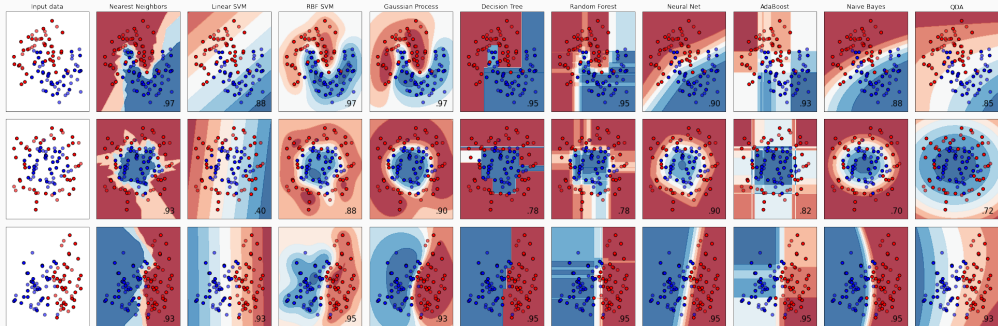 Input data Nearest Neighbors Linear SVM RBF SVM Gaussian Process Decision Tree Random Forest Neural Net AdaBoost Naive Bayes QDA
.97 .88 .97 .97 .95 .95 .90 .93 .88 .85
.93 .40 .88 .90 .78 .78 .90 .82 .70 .72
.93 .93 .95 .93 .95 .95 .95 .95 .95 .93